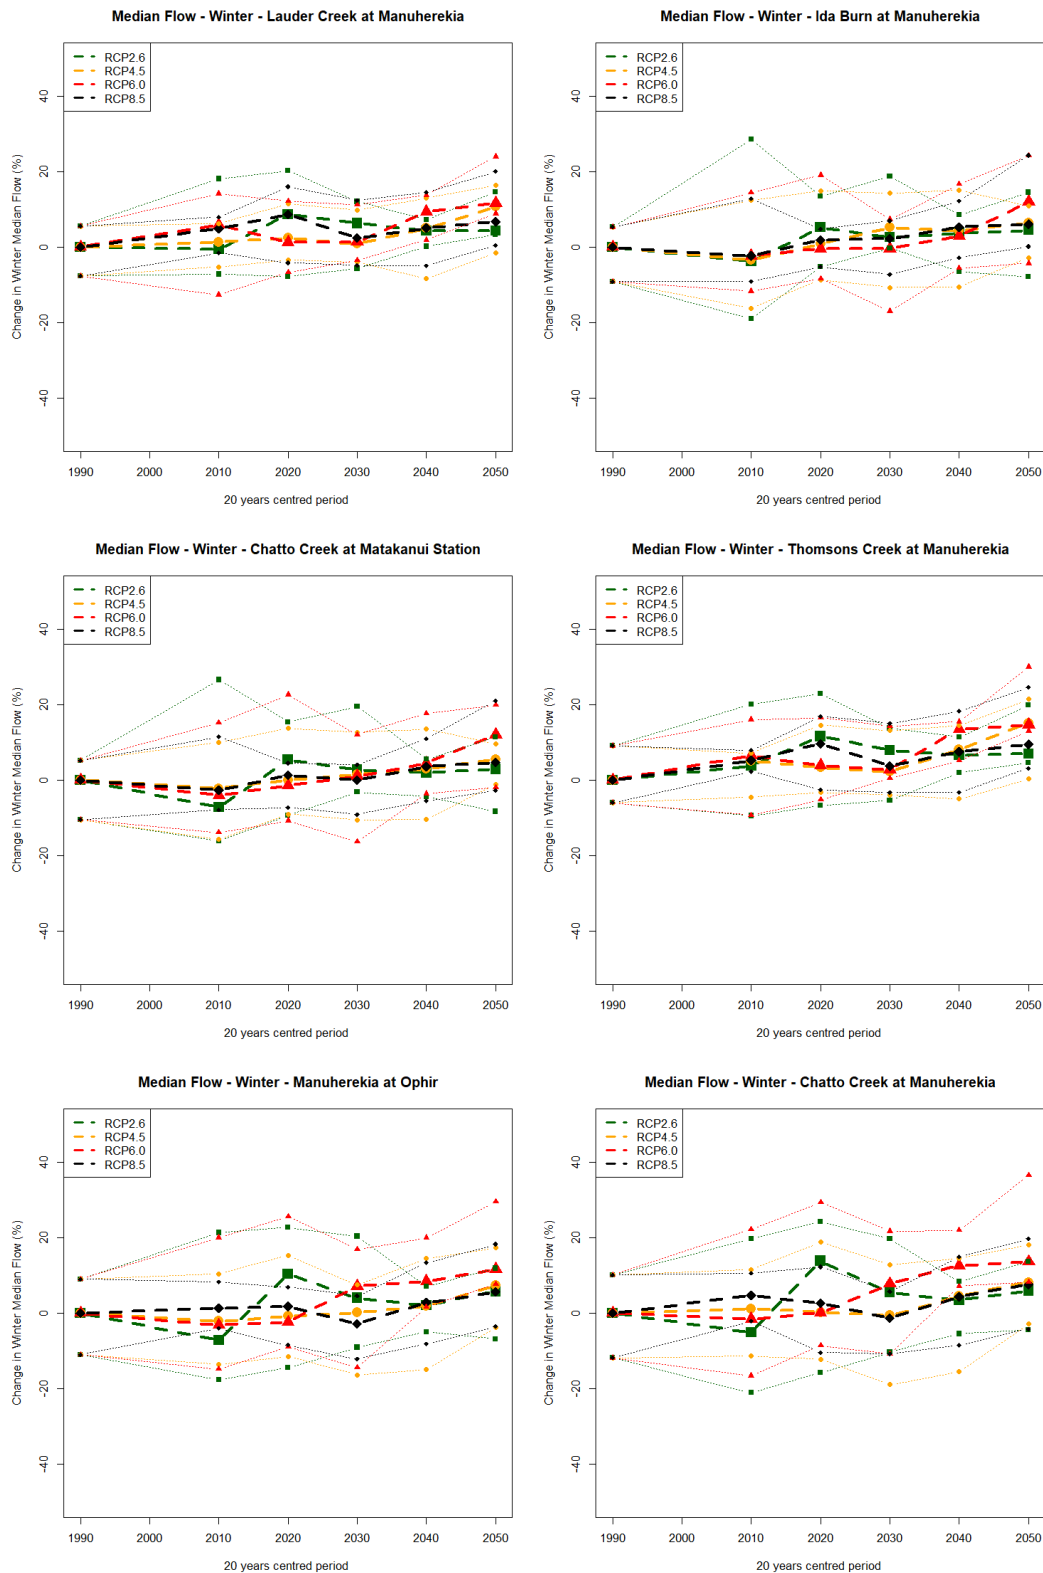 Median Flow - Winter - Lauder Creek at Manuherekia
RCP2.6
RCP4.5
RCP6.0
RCP8.5
Change in Winter Median Flow (%)
40
20
0
-20
-40
1990 2000 2010 2020 2030 2040 2050
20 years centred period
Median Flow - Winter - Ida Burn at Manuherekia
RCP2.6
RCP4.5
RCP6.0
RCP8.5
Change in Winter Median Flow (%)
40
20
0
-20
-40
1990 2000 2010 2020 2030 2040 2050
20 years centred period
Median Flow - Winter - Chatto Creek at Matakanui Station
RCP2.6
RCP4.5
RCP6.0
RCP8.5
Change in Winter Median Flow (%)
40
20
0
-20
-40
1990 2000 2010 2020 2030 2040 2050
20 years centred period
Median Flow - Winter - Thomsons Creek at Manuherekia
RCP2.6
RCP4.5
RCP6.0
RCP8.5
Change in Winter Median Flow (%)
40
20
0
-20
-40
1990 2000 2010 2020 2030 2040 2050
20 years centred period
Median Flow - Winter - Manuherekia at Ophir
RCP2.6
RCP4.5
RCP6.0
RCP8.5
Change in Winter Median Flow (%)
40
20
0
-20
-40
1990 2000 2010 2020 2030 2040 2050
20 years centred period
Median Flow - Winter - Chatto Creek at Manuherekia
RCP2.6
RCP4.5
RCP6.0
RCP8.5
Change in Winter Median Flow (%)
40
20
0
-20
-40
1990 2000 2010 2020 2030 2040 2050
20 years centred period